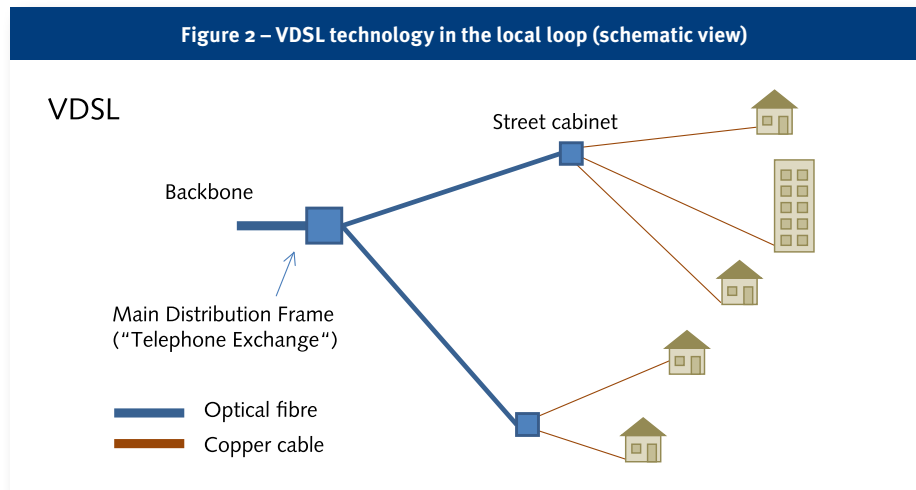 Figure 2 – VDSL technology in the local loop (schematic view)
VDSL
Street cabinet
Backbone
Main Distribution Frame
(“Telephone Exchange“)
Optical fibre
Copper cable